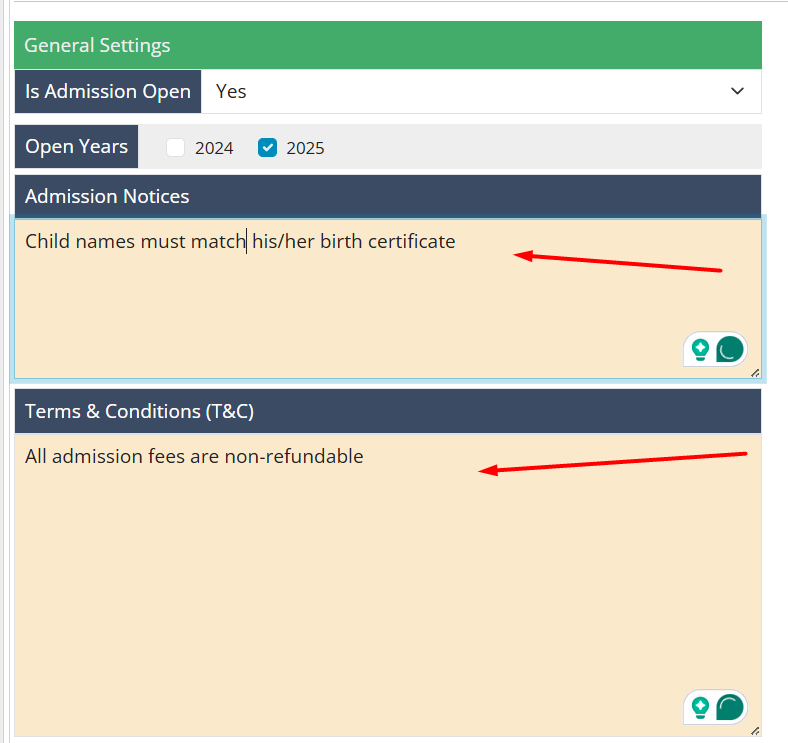 General Settings
Is Admission Open Yes
Open Years 2024 2025
Admission Notices
Child names must match his/her birth certificate
Terms & Conditions (T&C)
All admission fees are non-refundable